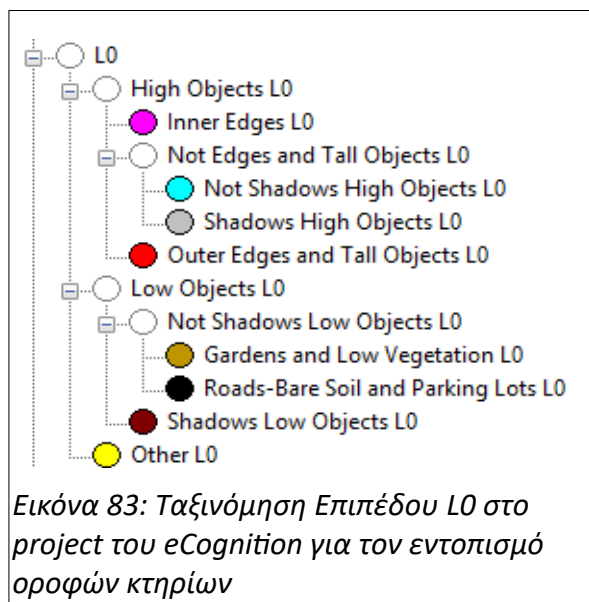 L0
High Objects L0
Inner Edges L0
Not Edges and Tall Objects L0
Not Shadows High Objects L0
Shadows High Objects L0
Outer Edges and Tall Objects L0
Low Objects L0
Not Shadows Low Objects L0
Gardens and Low Vegetation L0
Roads-Bare Soil and Parking Lots L0
Shadows Low Objects L0
Other L0
Εικόνα 83: Ταξινόμηση Επιπέδου L0 στο
project του eCognition για τον εντοπισμό
οροφών κτηρίων